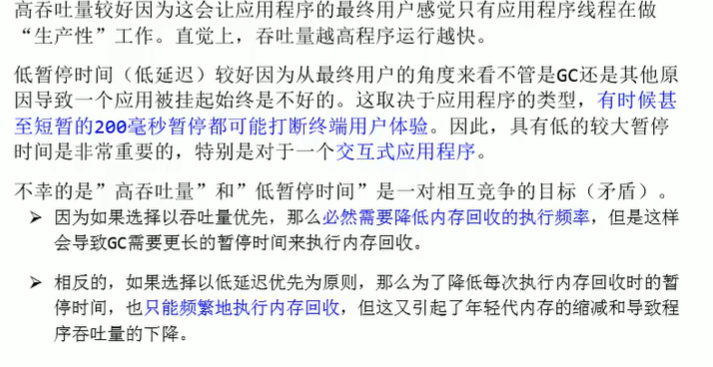 高吞吐量较好因为这会让应用程序的最终用户感觉只有应用程序线程在做
“生产性”工作。直觉上，吞吐量越高程序运行越快。
低暂停时间（低延迟）较好因为从最终用户的角度来看不管是GC还是其他原
因导致一个应用被挂起始终是不好的。这取决于应用程序的类型，有时候甚
至短暂的200毫秒暂停都可能打断终端用户体验。因此，具有低的较大暂停
时间是非常重要的，特别是对于一个交互式应用程序。
不幸的是”高吞吐量”和”低暂停时间”是一对相互竞争的目标（矛盾）。
➢ 因为如果选择以吞吐量优先，那么必然需要降低内存回收的执行频率，但是这样
会导致GC需要更长的暂停时间来执行内存回收。
➢ 相反的，如果选择以低延迟优先为原则，那么为了降低每次执行内存回收时的暂
停时间，也只能频繁地执行内存回收，但这又引起了年轻代内存的缩减和导致程
序吞吐量的下降。